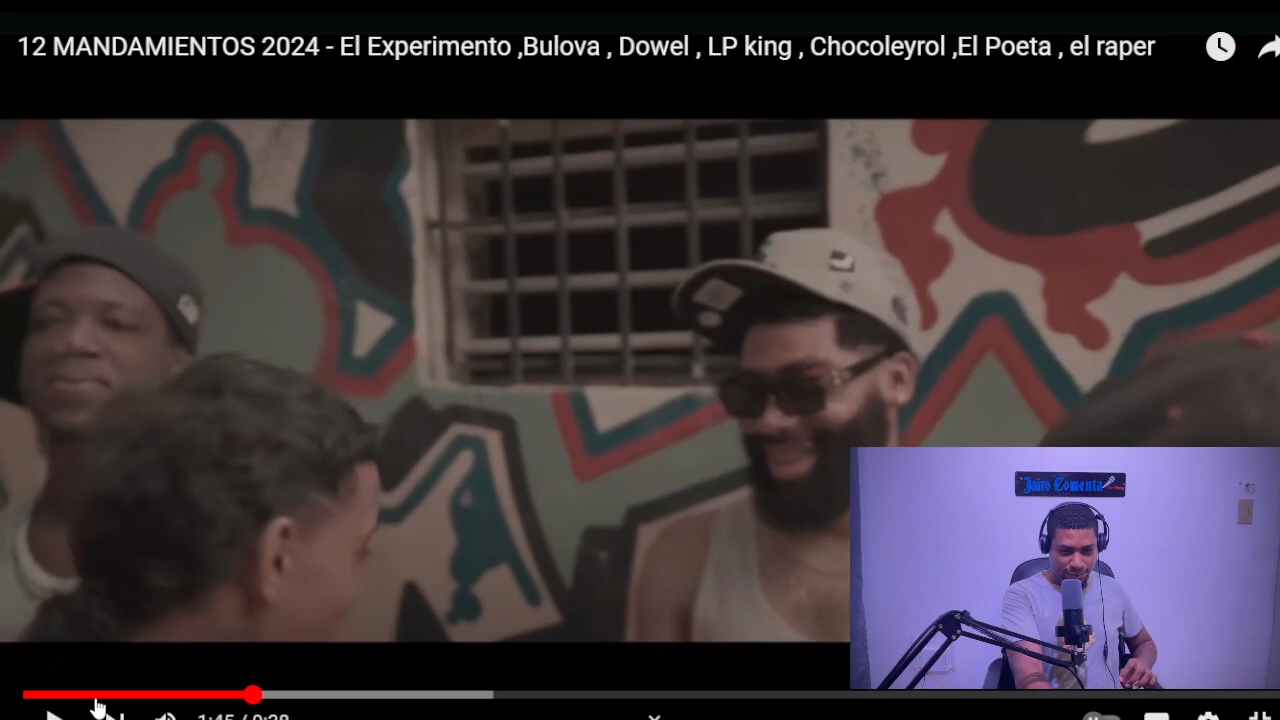 12 MANDAMIENTOS 2024 - El Experimento ,Bulova , Dowel , LP king , Chocoleyrol ,El Poeta , el raper
Jairo Comenta